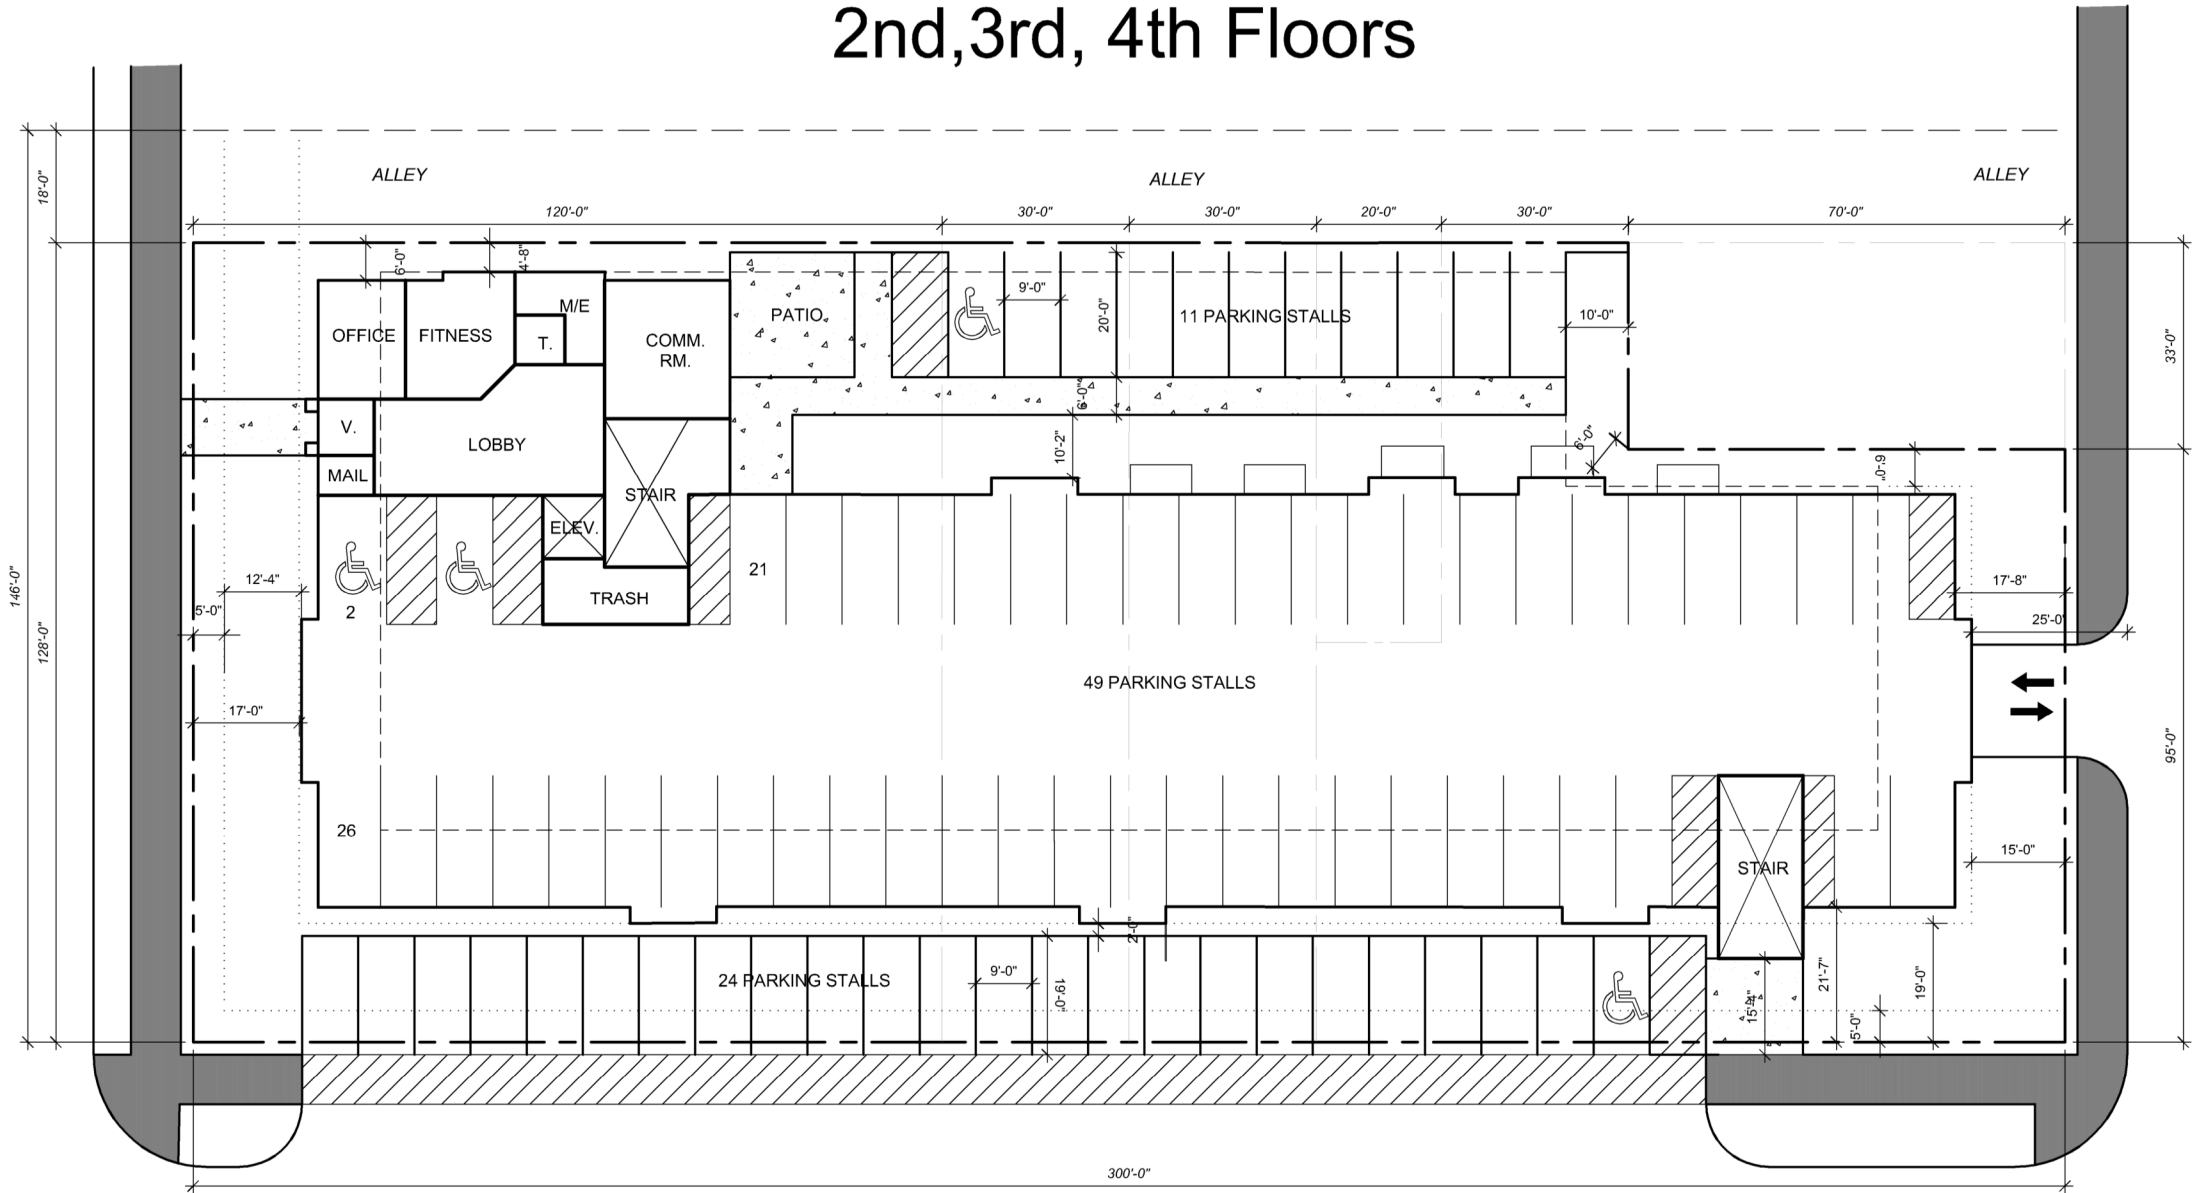 2nd,3rd, 4th Floors
ALLEY
ALLEY
ALLEY
18'-0"
120'-0"
30'-0"
30'-0"
20'-0"
30'-0"
70'-0"
6'-0"
4'-8"
M/E
OFFICE
FITNESS
T.
COMM.
RM.
PATIO
9'-0"
20'-0"
11 PARKING STALLS
10'-0"
33'-0"
6'-0"
V.
LOBBY
MAIL
10'-2"
6'-0"
6'-0"
STAIR
ELEV.
TRASH
21
2
12'-4"
5'-0"
17'-8"
25'-0"
146'-0"
128'-0"
49 PARKING STALLS
17'-0"
95'-0"
26
STAIR
15'-0"
2'-0"
24 PARKING STALLS
9'-0"
19'-0"
15'-4"
21'-7"
19'-0"
5'-0"
300'-0"